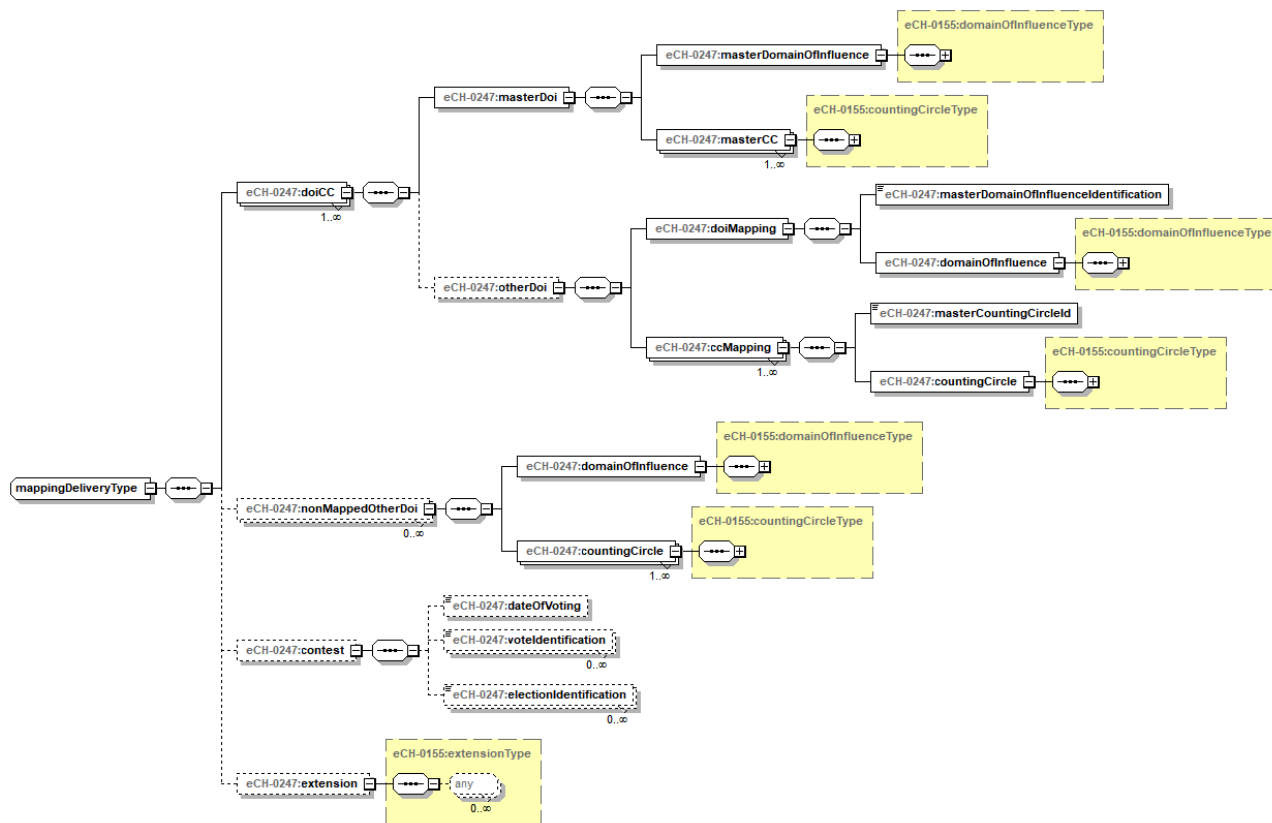 eCH-0155:domainOfInfluenceType
eCH-0247:masterDomainOfInfluence
eCH-0247:masterDoi
eCH-0155:countingCircleType
eCH-0247:masterCC
1..∞
eCH-0247:doiCC
1..∞
eCH-0247:masterDomainOfInfluenceIdentification
eCH-0247:doiMapping
eCH-0155:domainOfInfluenceType
eCH-0247:domainOfInfluence
eCH-0247:otherDoi
eCH-0247:masterCountingCircleId
eCH-0247:ccMapping
1..∞
eCH-0155:countingCircleType
eCH-0247:countingCircle
eCH-0155:domainOfInfluenceType
eCH-0247:domainOfInfluence
mappingDeliveryType
eCH-0247:nonMappedOtherDoi
0..∞
eCH-0155:countingCircleType
eCH-0247:countingCircle
1..∞
eCH-0247:dateOfVoting
eCH-0247:contest
eCH-0247:voteIdentification
0..∞
eCH-0247:electionIdentification
0..∞
eCH-0155:extensionType
eCH-0247:extension
any
0..∞